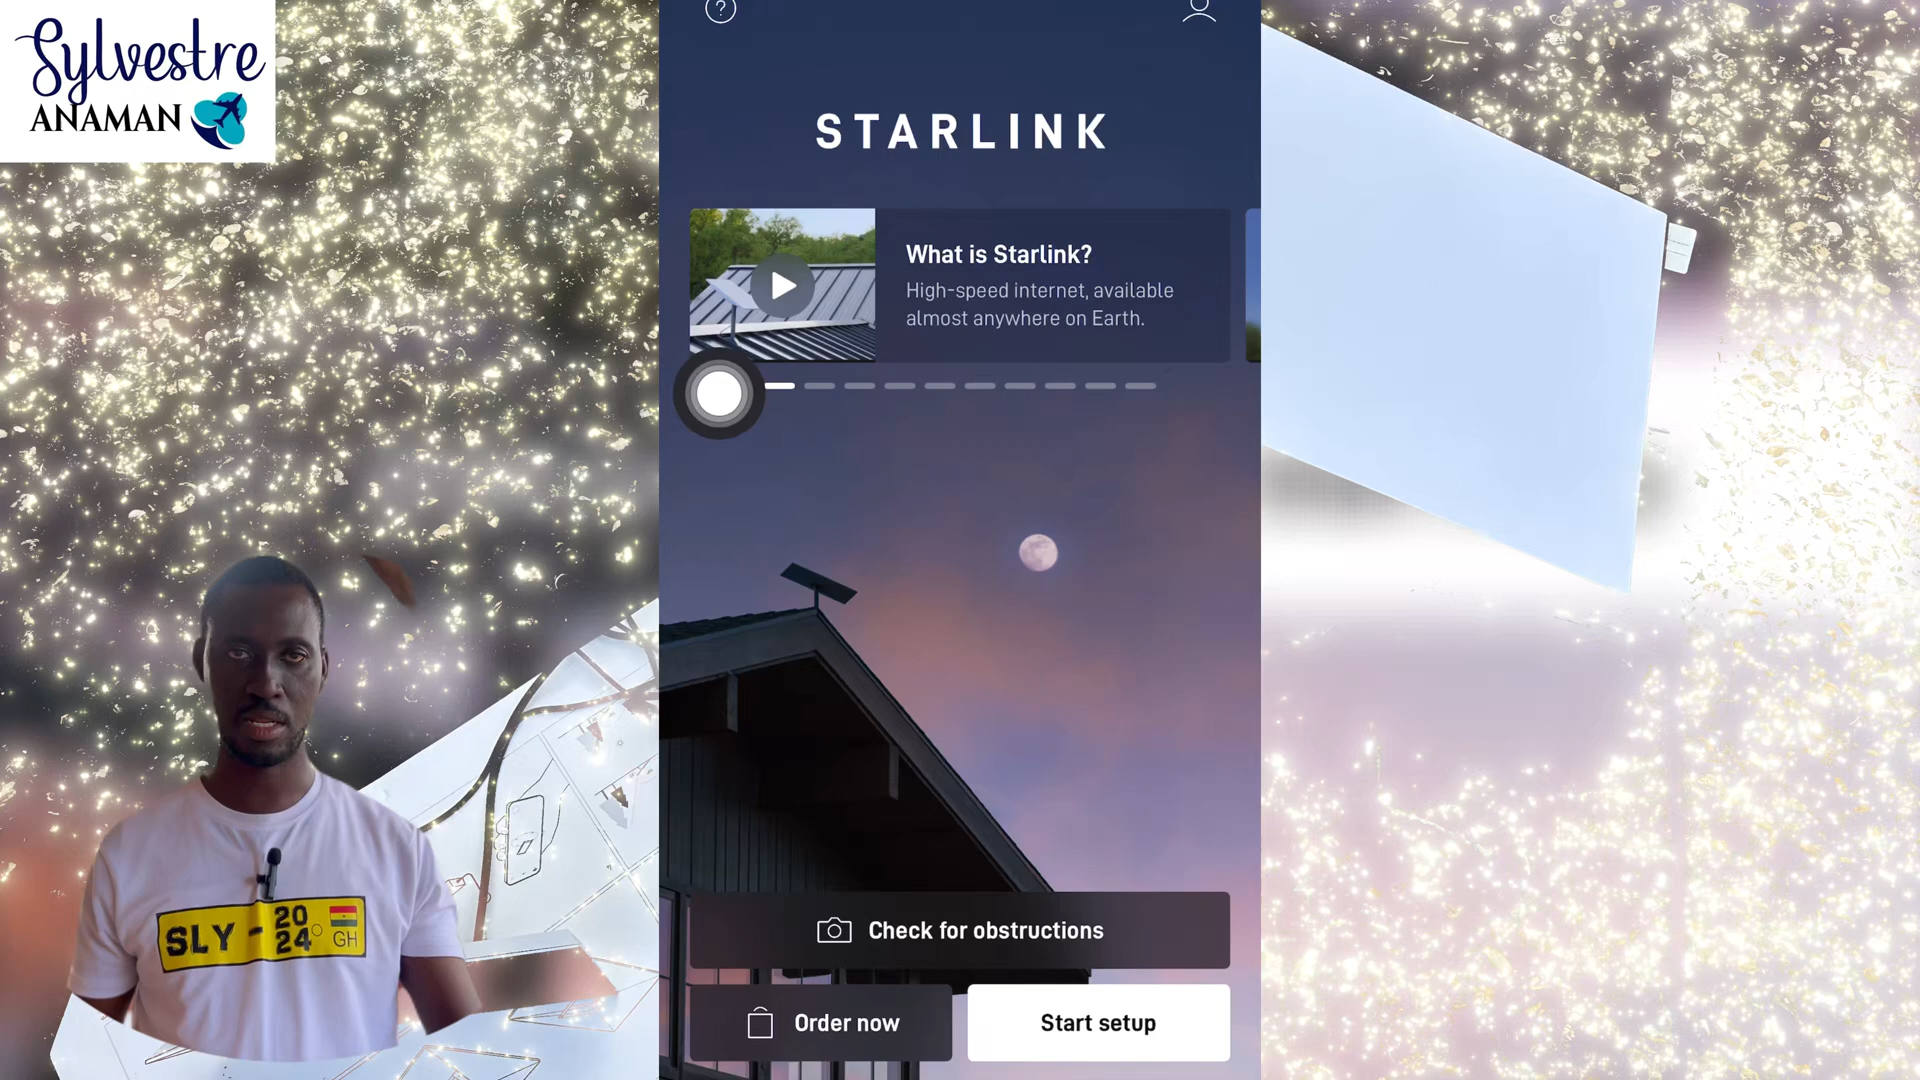 Sylvestre
ANAMAN
?
STARLINK
What is Starlink?
High-speed internet, available
almost anywhere on Earth.
Check for obstructions
Order now
Start setup
SLY - 20
24
GH